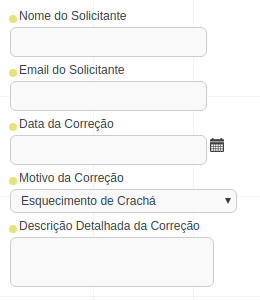 Nome do Solicitante
Email do Solicitante
Data da Correção
Motivo da Correção
Esquecimento de Crachá
Descrição Detalhada da Correção